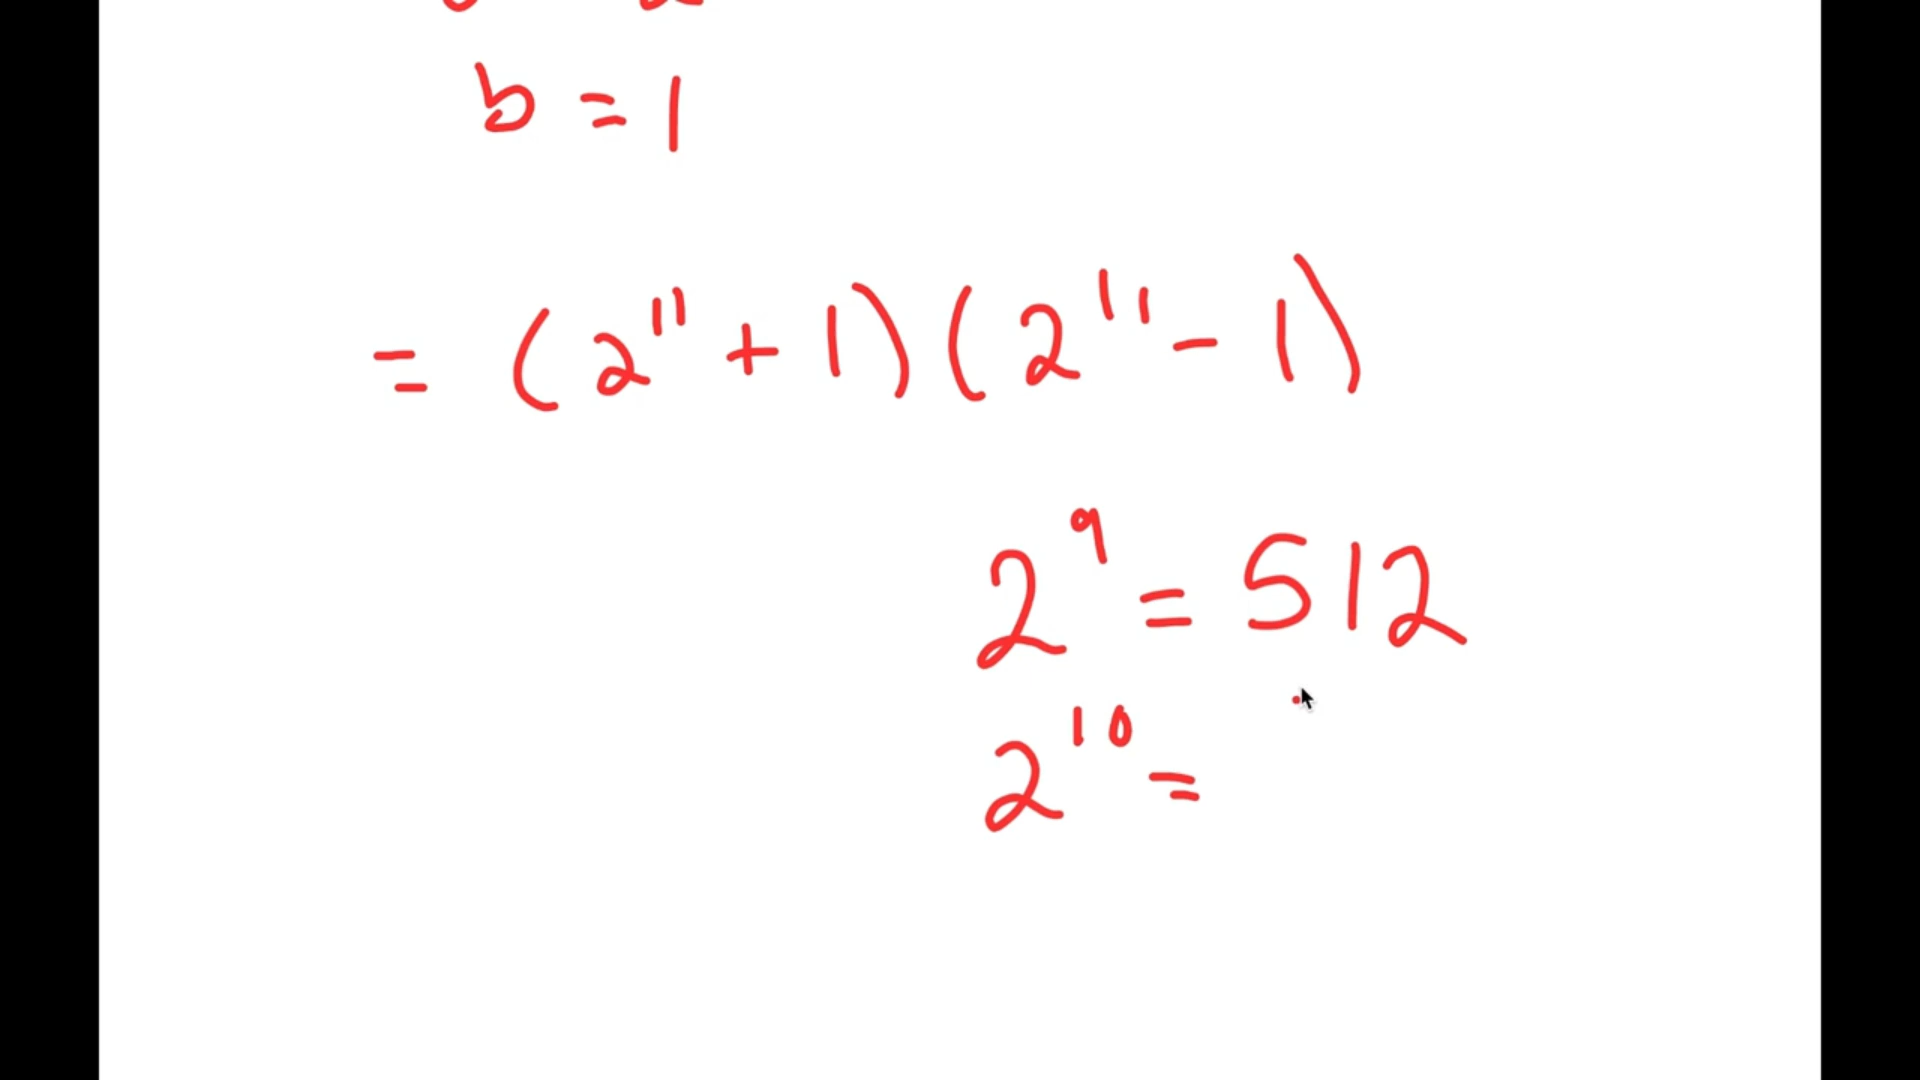 b = 1
= (2¹¹ + 1)(2¹¹ - 1)
2⁹ = 512
2¹⁰ =